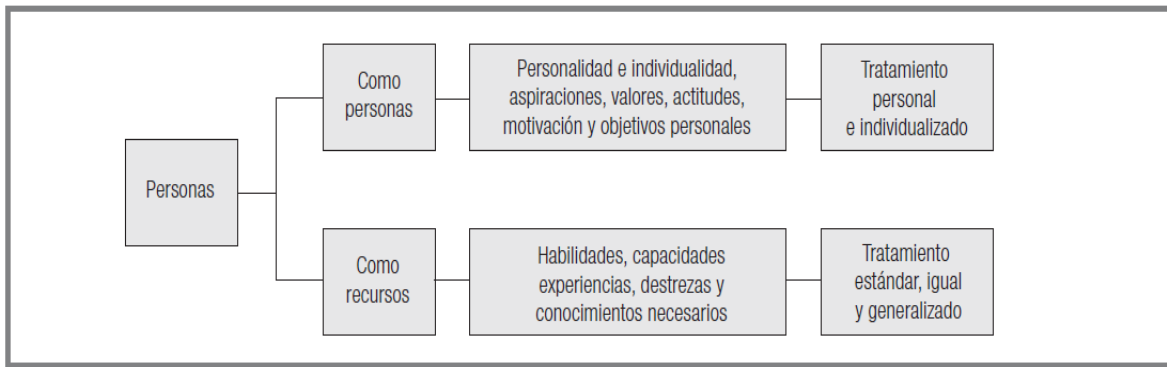 Personas
Como
personas
Personalidad e individualidad,
aspiraciones, valores, actitudes,
motivación y objetivos personales
Tratamiento
personal
e individualizado
Como
recursos
Habilidades, capacidades
experiencias, destrezas y
conocimientos necesarios
Tratamiento
estándar, igual
y generalizado